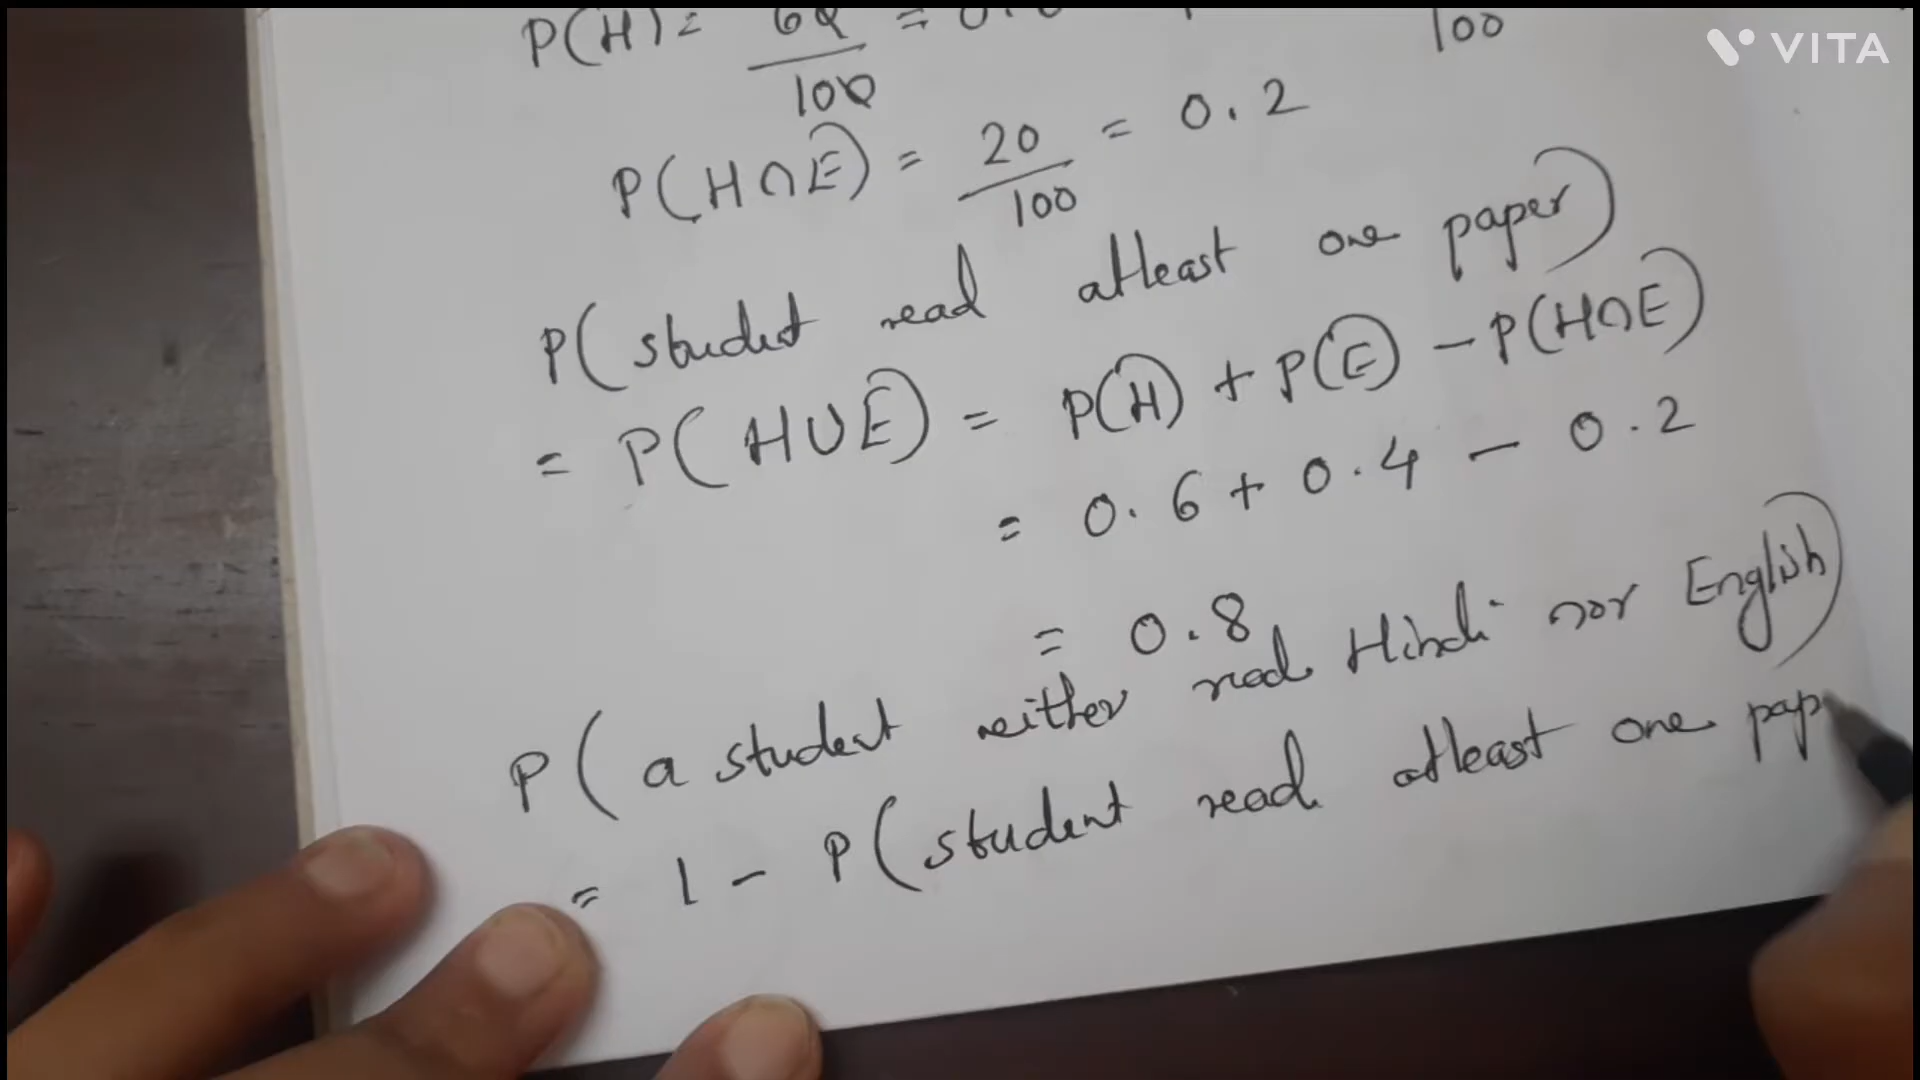 P(H) = 60 = 0.
100
100
VITA
P(H∩E) = 20 = 0.2
100
P(student read atleast one paper)
= P(H∪E) = P(H) + P(E) - P(H∩E)
= 0.6 + 0.4 - 0.2
= 0.8
P(a student neither read Hindi nor English)
= 1 - P(student read atleast one pap